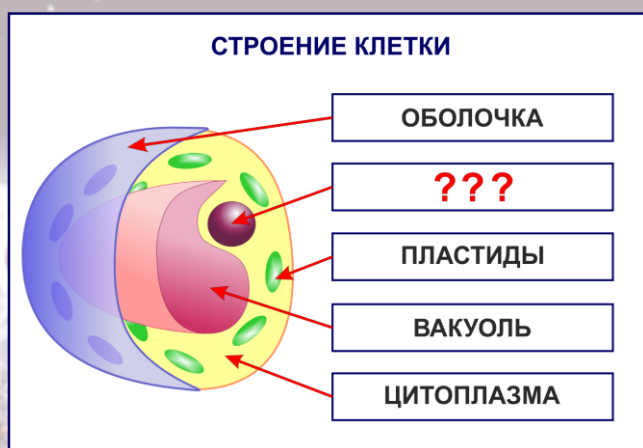 СТРОЕНИЕ КЛЕТКИ
ОБОЛОЧКА
???
ПЛАСТИДЫ
ВАКУОЛЬ
ЦИТОПЛАЗМА